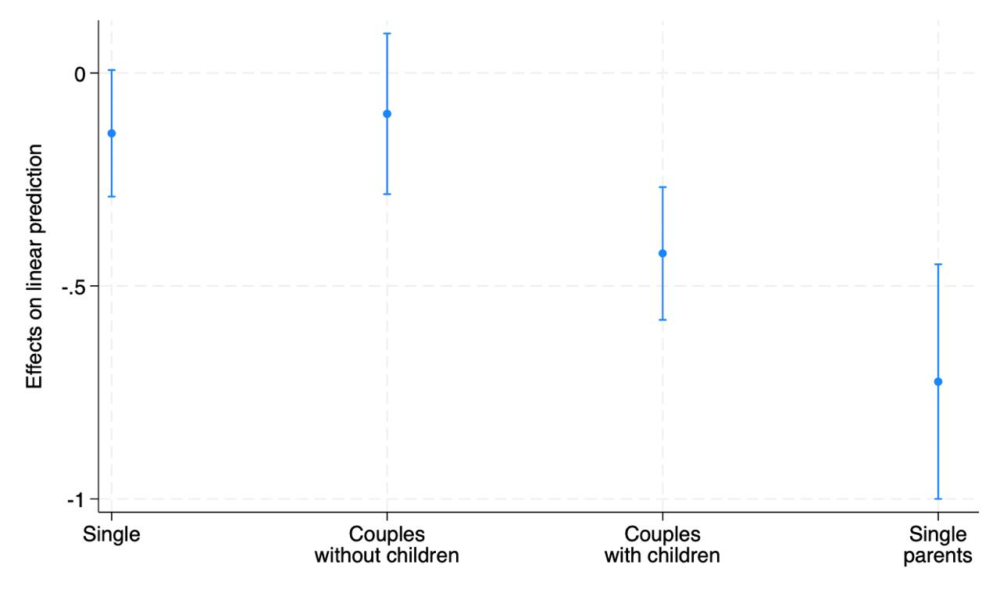 Effects on linear prediction
0
-.5
-1
Single
Couples
without children
Couples
with children
Single
parents